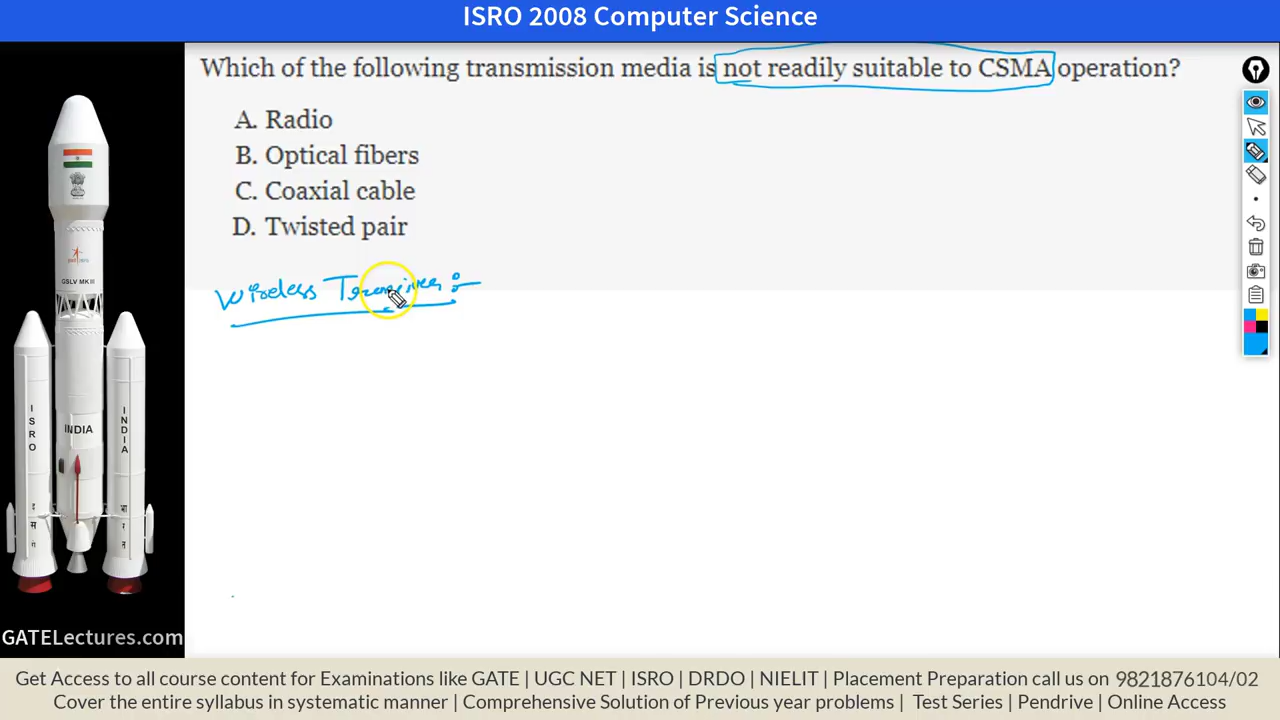 ISRO 2008 Computer Science
Which of the following transmission media is not readily suitable to CSMA operation?
A. Radio
B. Optical fibers
C. Coaxial cable
D. Twisted pair
Wireless
GSLV MK III
ISRO
INDIA
INDIA
GATELectures.com
Get Access to all course content for Examinations like GATE | UGC NET | ISRO | DRDO | NIELIT | Placement Preparation call us on 9821876104/02
Cover the entire syllabus in systematic manner | Comprehensive Solution of Previous year problems | Test Series | Pendrive | Online Access